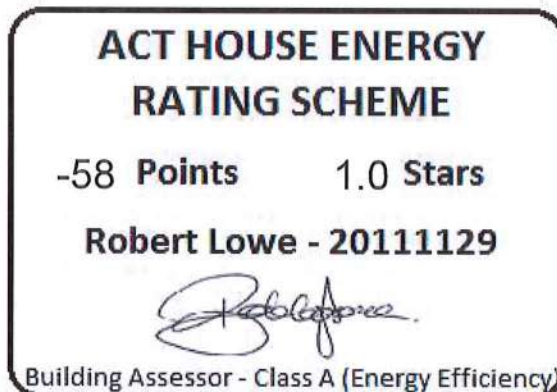 ACT HOUSE ENERGY
RATING SCHEME
-58 Points 1.0 Stars
Robert Lowe - 20111129
Building Assessor - Class A (Energy Efficiency)